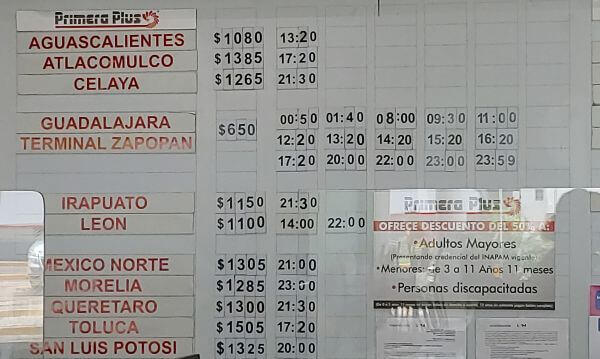 Primera Plus Primera Plus
AGUASCALIENTES $1080 13:20
ATLACOMULCO $1385 17:20
CELAYA $1265 21:30
GUADALAJARA $650 00:50 01:40 08:00 09:30 11:00
TERMINAL ZAPOPAN 12:20 13:20 14:20 15:20 16:20
17:20 20:00 22:00 23:00 23:59
IRAPUATO $1150 21:30
LEON $1100 14:00 22:00
MEXICO NORTE $1305 21:00
MORELIA $1285 23:00
QUERETARO $1300 21:30
TOLUCA $1505 17:20
SAN LUIS POTOSI $1325 20:00
Primera Plus
OFREÇE DESCUENTO DEL 50% A:
•Adultos Mayores
(Presentando credencial del INAPAM vigente)
•Menores: de 3 a 11 Años 11 meses
•Personas discapacitadas